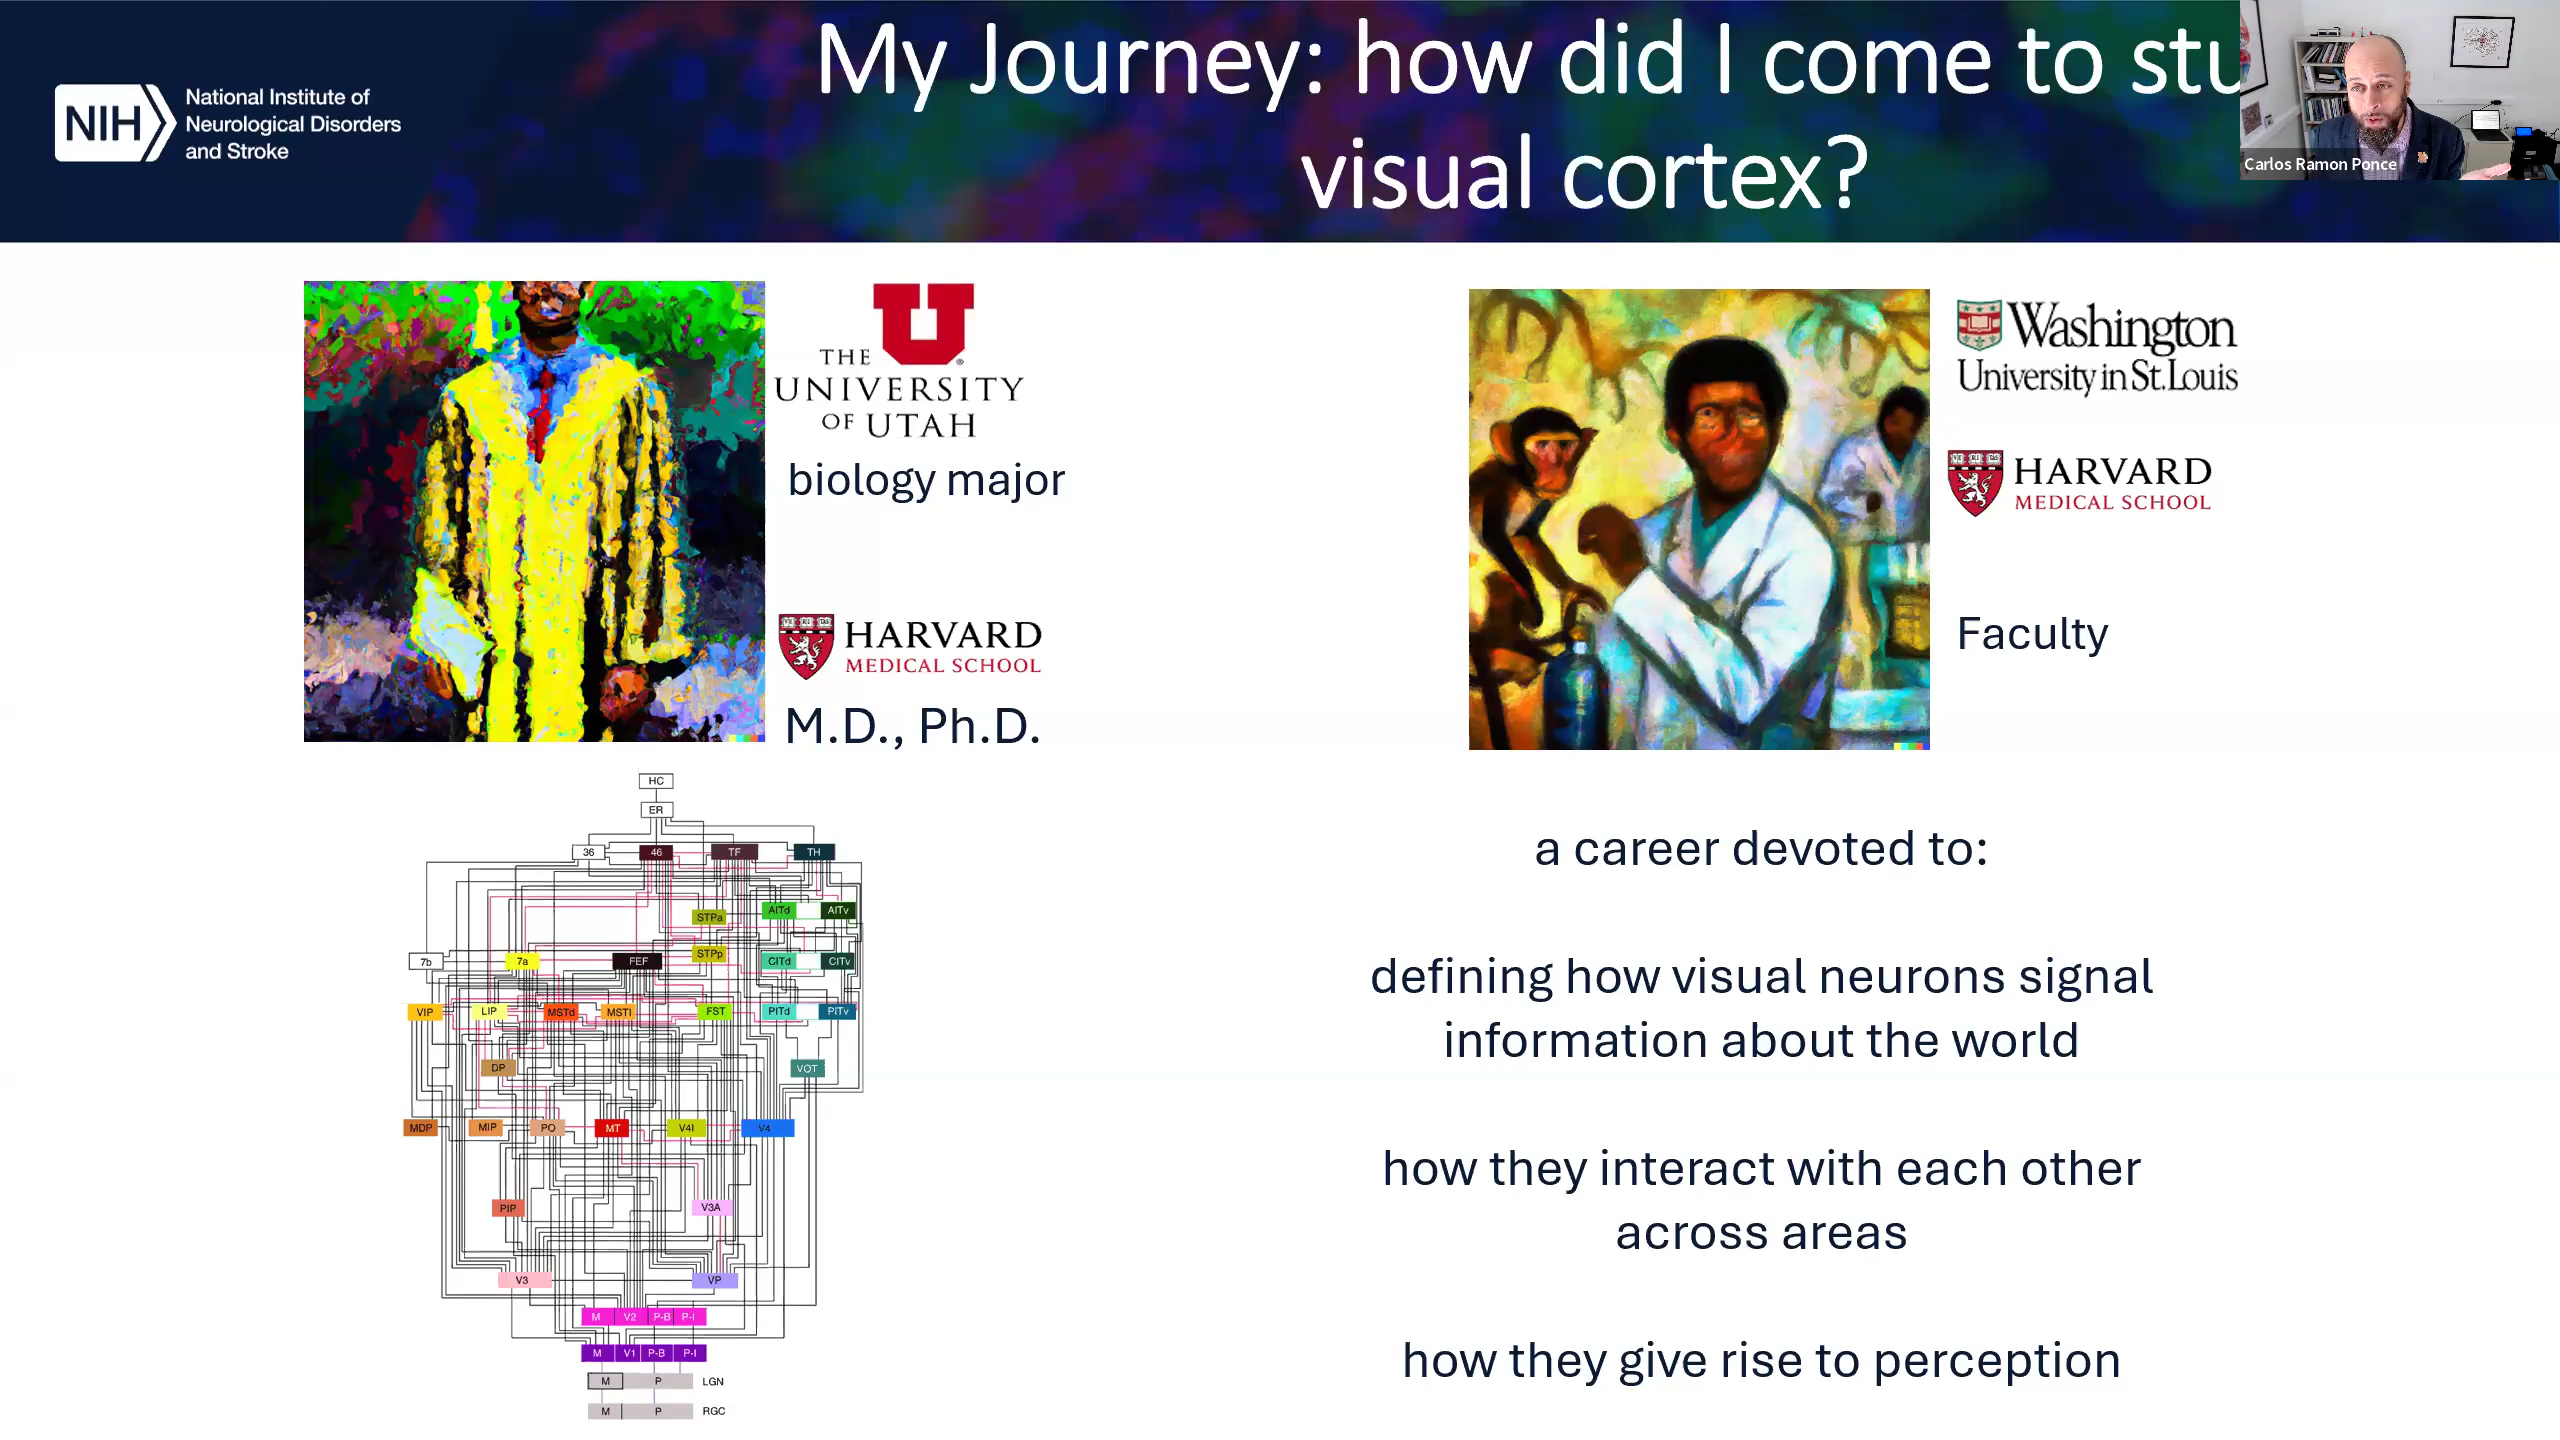 NIH
National Institute of
Neurological Disorders
and Stroke
My Journey: how did I come to stu
visual cortex?
Carlos Ramon Ponce
THE
UNIVERSITY
OF UTAH
biology major
HARVARD
MEDICAL SCHOOL
M.D., Ph.D.
Washington
University in St. Louis
HARVARD
MEDICAL SCHOOL
Faculty
HC
ER
36 46 TF TH
STPa AITd AITv
7b 7a FEF STPp CITd CITv
VIP LIP MSTd MSTl FST PITd PITv
DP VOT
MDP MIP PO MT V4t V4
PIP V3A
V3 VP
M V2 P-B P-I
M V1 P-B P-I
M P LGN
M P RGC
a career devoted to:
defining how visual neurons signal
information about the world
how they interact with each other
across areas
how they give rise to perception